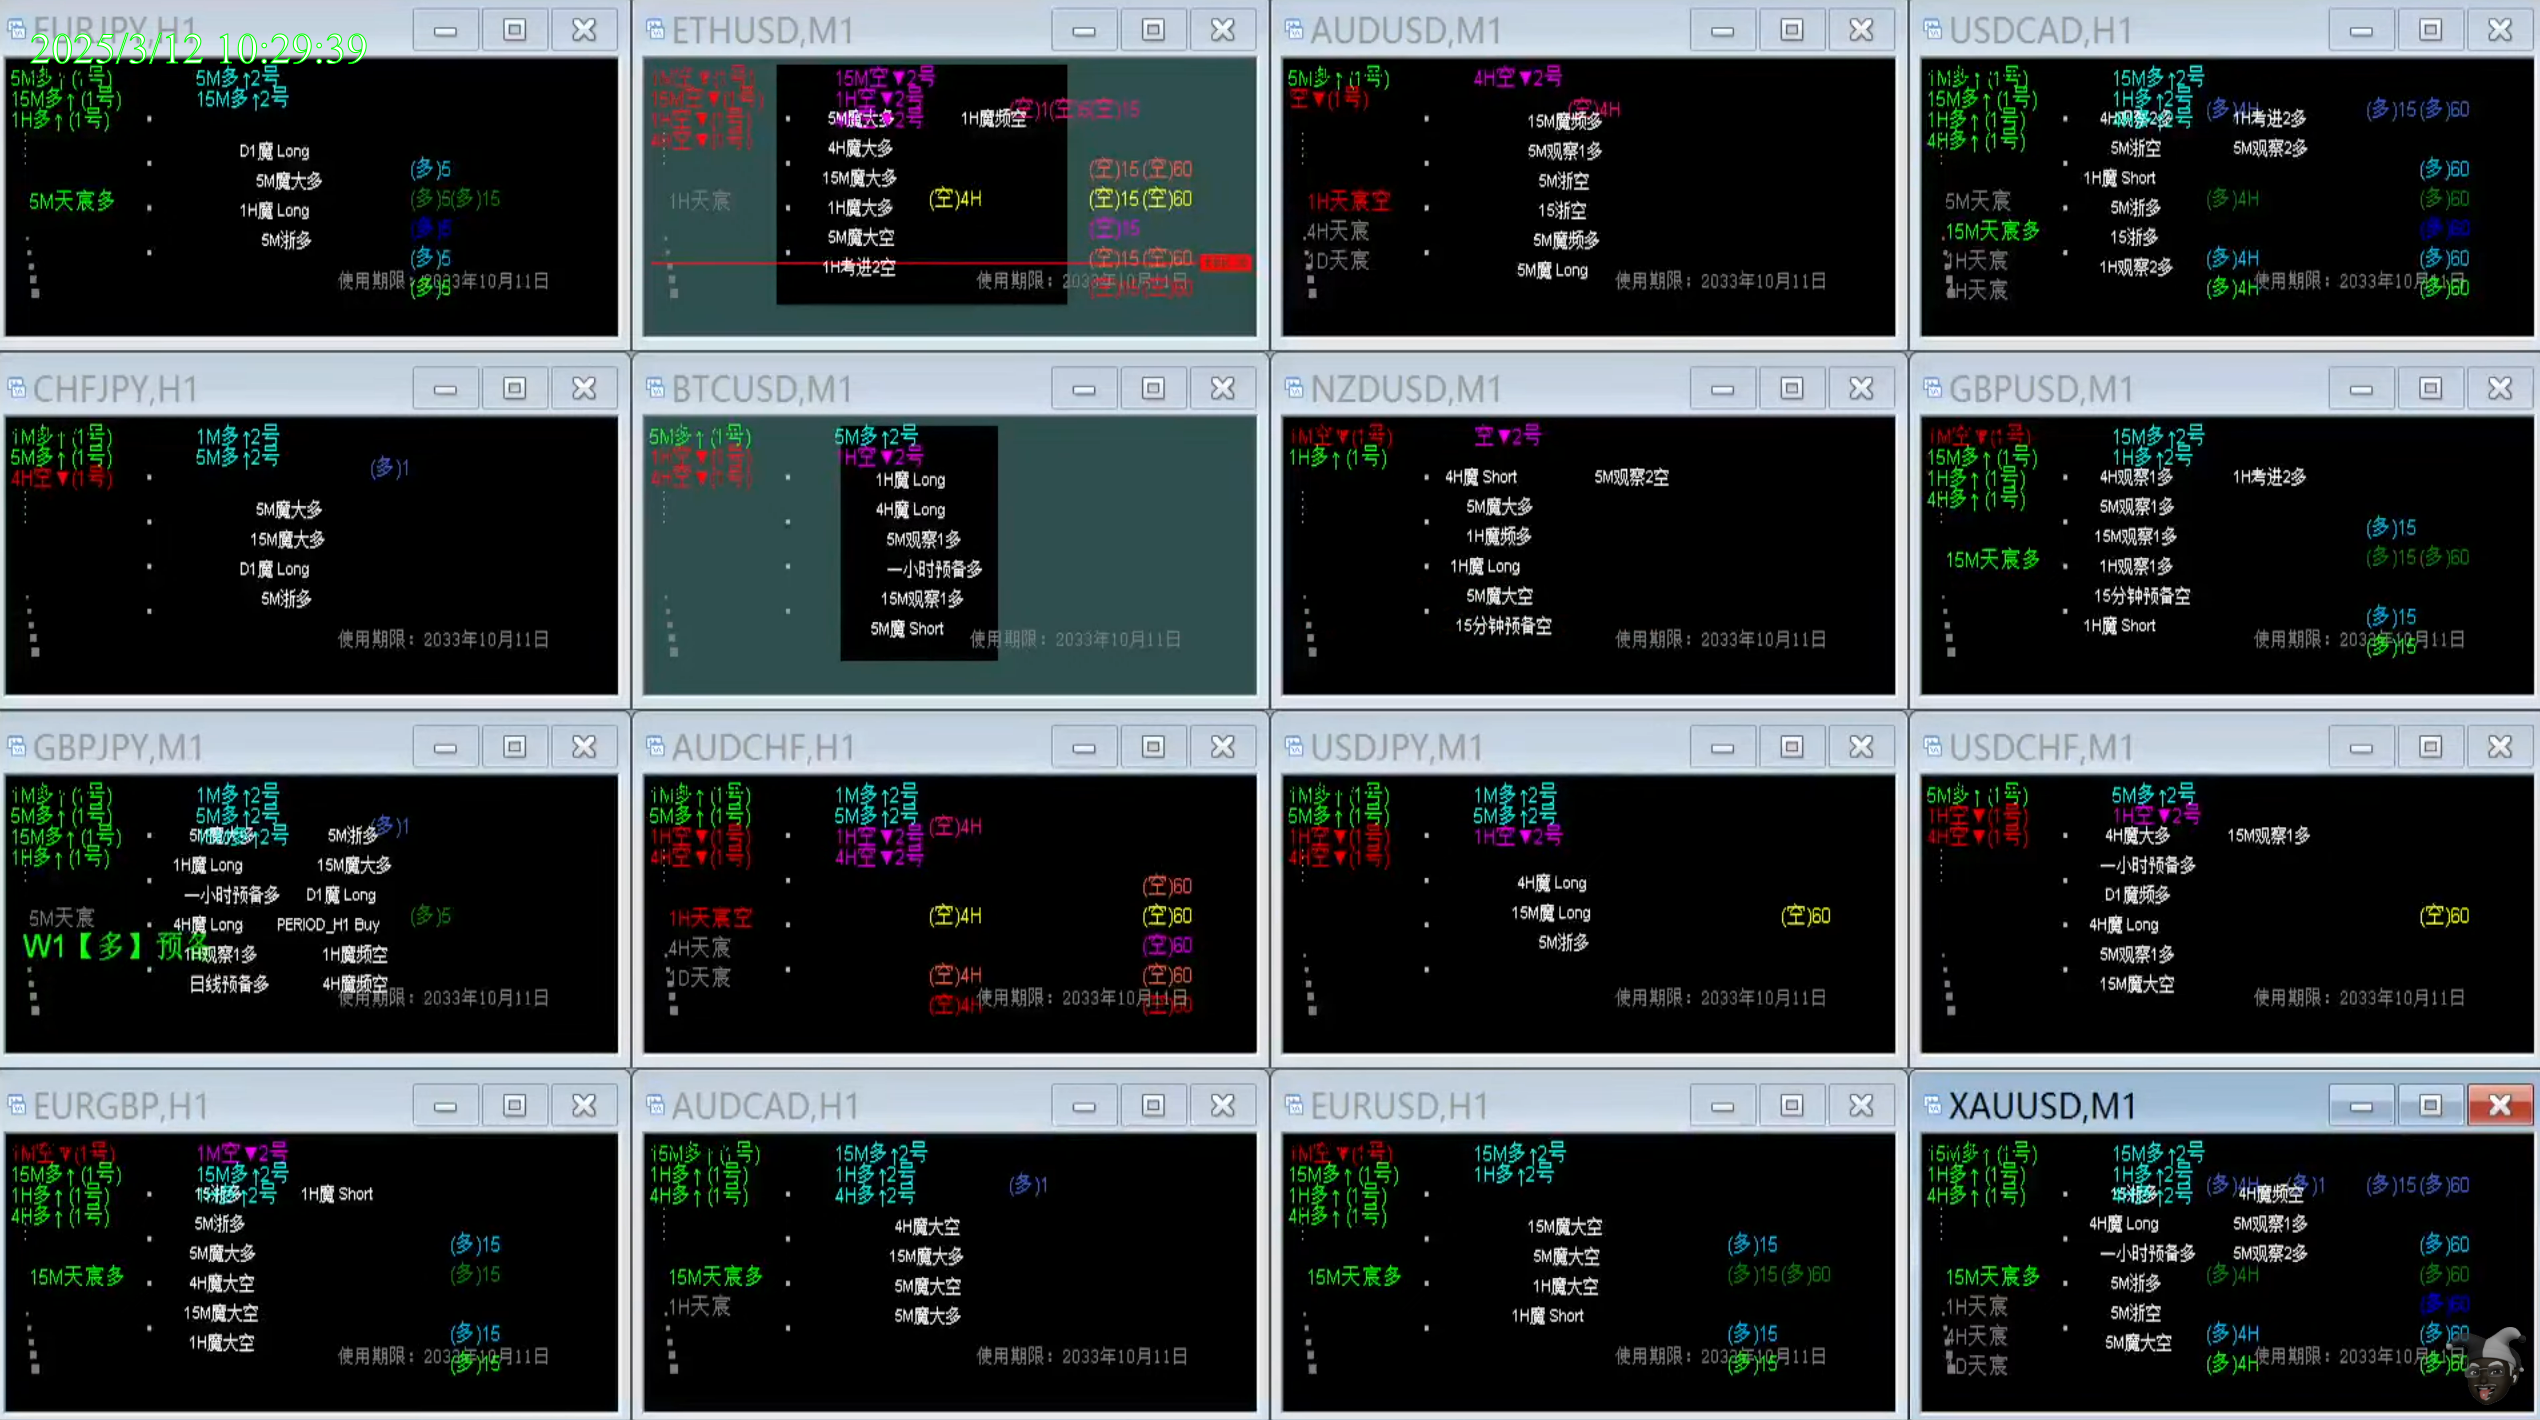 EURJPY,H1
2025/3/12 10:29:39
5M多↑(1号) 5M多↑2号
15M多↑(1号) 15M多↑2号
1H多↑(1号)
D1魔 Long
(多)5
5M魔大多
5M天宸多 (多)5(多)15
1H魔 Long
5M浙多
(多)5
使用期限：2033年10月11日
(多)5
ETHUSD,M1
15M空▼2号
1H空▼2号
5M魔大多 1H魔频空
4H魔大多
(空)15(空)60
15M魔大多
1H天宸 (空)4H (空)15(空)60
1H魔大多
(空)15
5M魔大空
(空)15(空)60
1H考进2空
使用期限：2033年10月11日
AUDUSD,M1
5M多↑(1号) 4H空▼2号
空▼(1号)
(空)4H
15M魔频多
5M观察1多
5M浙空
1H天宸空
15浙空
4H天宸
5M魔频多
1D天宸
5M魔 Long
使用期限：2033年10月11日
USDCAD,H1
1M多↑(1号) 15M多↑2号
15M多↑(1号) 1H多↑2号 (多)4H (多)15(多)60
1H多↑(1号) 1H考进2多
4H多↑(1号)
5M浙空 5M观察2多
(多)60
1H魔 Short
5M天宸 (多)4H (多)60
5M浙多
15M天宸多
15浙多
1H天宸 (多)4H (多)60
1H观察2多
4H天宸 (多)4H (多)60
使用期限：2033年10月11日
CHFJPY,H1
1M多↑(1号) 1M多↑2号
5M多↑(1号) 5M多↑2号
4H空▼(1号)
(多)1
5M魔大多
15M魔大多
D1魔 Long
5M浙多
使用期限：2033年10月11日
BTCUSD,M1
5M多↑(1号) 5M多↑2号
1H空▼(1号) 1H空▼2号
4H空▼(1号)
1H魔 Long
4H魔 Long
5M观察1多
一小时预备多
15M观察1多
5M魔 Short
使用期限：2033年10月11日
NZDUSD,M1
1M空▼(1号) 空▼2号
1H多↑(1号)
4H魔 Short 5M观察2空
5M魔大多
1H魔频多
1H魔 Long
5M魔大空
15分钟预备空
使用期限：2033年10月11日
GBPUSD,M1
1M空▼(1号) 15M多↑2号
15M多↑(1号) 1H多↑2号
1H多↑(1号)
4H观察1多 1H考进2多
4H多↑(1号)
5M观察1多
(多)15
15M观察1多
15M天宸多 (多)15(多)60
1H观察1多
15分钟预备空
(多)15
1H魔 Short
使用期限：2033年10月11日
(多)15
GBPJPY,M1
1M多↑(1号) 1M多↑2号
5M多↑(1号) 5M多↑2号
(多)1
15M多↑(1号)
5M魔大多 5M浙多
1H多↑(1号)
1H魔 Long 15M魔大多
一小时预备多 D1魔 Long
5M天宸 (多)5
4H魔 Long PERIOD_H1 Buy
W1【多】预备
1H观察1多 1H魔频空
日线预备多 4H魔频空
使用期限：2033年10月11日
AUDCHF,H1
1M多↑(1号) 1M多↑2号
5M多↑(1号) 5M多↑2号
(空)4H
1H空▼(1号) 1H空▼2号
4H空▼(1号) 4H空▼2号
(空)60
1H天宸空 (空)4H (空)60
4H天宸 (空)60
1D天宸 (空)4H (空)60
(空)4H (空)60
使用期限：2033年10月11日
USDJPY,M1
1M多↑(1号) 1M多↑2号
5M多↑(1号) 5M多↑2号
1H空▼(1号) 1H空▼2号
4H空▼(1号)
4H魔 Long
15M魔 Long (空)60
5M浙多
使用期限：2033年10月11日
USDCHF,M1
5M多↑(1号) 5M多↑2号
1H空▼(1号) 1H空▼2号
4H空▼(1号)
4H魔大多 15M观察1多
一小时预备多
D1魔频多
(空)60
4H魔 Long
5M观察1多
15M魔大空
使用期限：2033年10月11日
EURGBP,H1
1M空▼(1号) 1M空▼2号
15M多↑(1号) 15M多↑2号
1H多↑(1号) 1H魔 Short
4H多↑(1号)
5M浙多
(多)15
5M魔大多
15M天宸多 (多)15
4H魔大空
15M魔大空
(多)15
1H魔大空
使用期限：2033年10月11日
(多)15
AUDCAD,H1
15M多↑(1号) 15M多↑2号
1H多↑(1号) 1H多↑2号
(多)1
4H多↑(1号) 4H多↑2号
4H魔大空
15M魔大多
15M天宸多
5M魔大空
1H天宸
5M魔大多
使用期限：2033年10月11日
EURUSD,H1
1M空▼(1号) 15M多↑2号
15M多↑(1号) 1H多↑2号
1H多↑(1号)
4H多↑(1号)
15M魔大空
(多)15
5M魔大空
15M天宸多 (多)15(多)60
1H魔大空
1H魔 Short
(多)15
使用期限：2033年10月11日
(多)15
XAUUSD,M1
15M多↑(1号) 15M多↑2号
1H多↑(1号) 1H多↑2号
(多)4H (多)1 (多)15(多)60
4H多↑(1号) 4H魔频空
4H魔 Long 5M观察1多
(多)60
一小时预备多 5M观察2多
15M天宸多 (多)4H (多)60
5M浙多
1H天宸
5M浙空
4H天宸 (多)4H (多)60
5M魔大空
1D天宸 (多)4H (多)60
使用期限：2033年10月11日